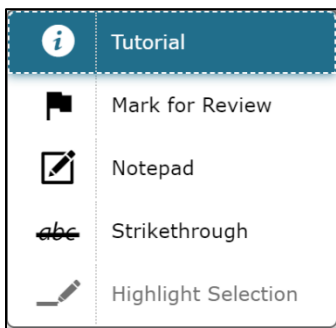 Tutorial
Mark for Review
Notepad
abc Strikethrough
Highlight Selection